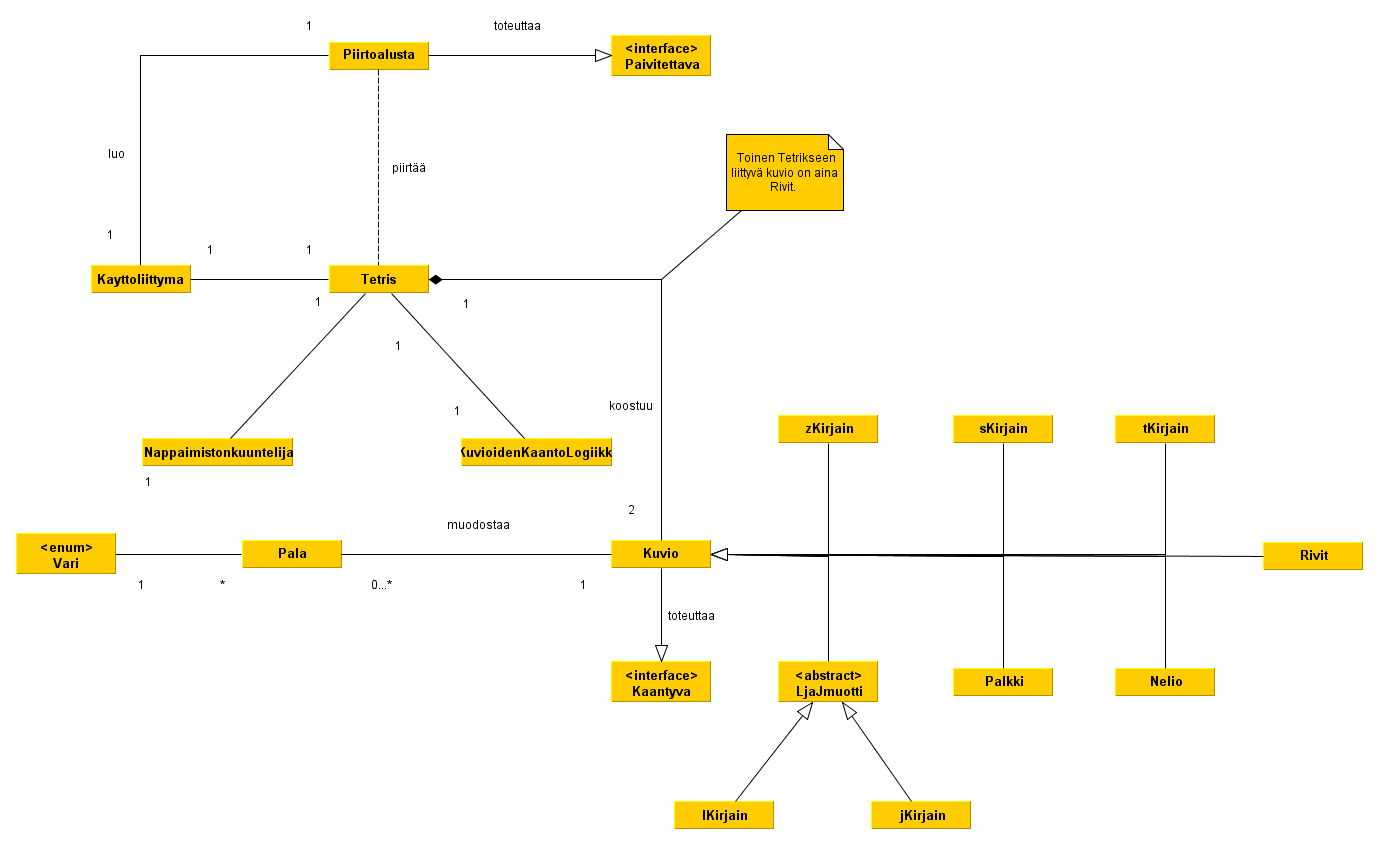 1
toteuttaa
Piirtoalusta
<interface>
Paivitettava
luo
piirtää
Toinen Tetrikseen
liittyvä kuvio on aina
Rivit.
1
1
1
Kayttoliittyma
Tetris
1
1
1
koostuu
1
zKirjain
sKirjain
tKirjain
Nappaimistonkuuntelija
KuvioidenKaantoLogiikk
1
2
muodostaa
<enum>
Vari
Pala
Kuvio
Rivit
1
*
0...*
1
toteuttaa
<interface>
Kaantyva
<abstract>
LjaJmuotti
Palkki
Nelio
lKirjain
jKirjain